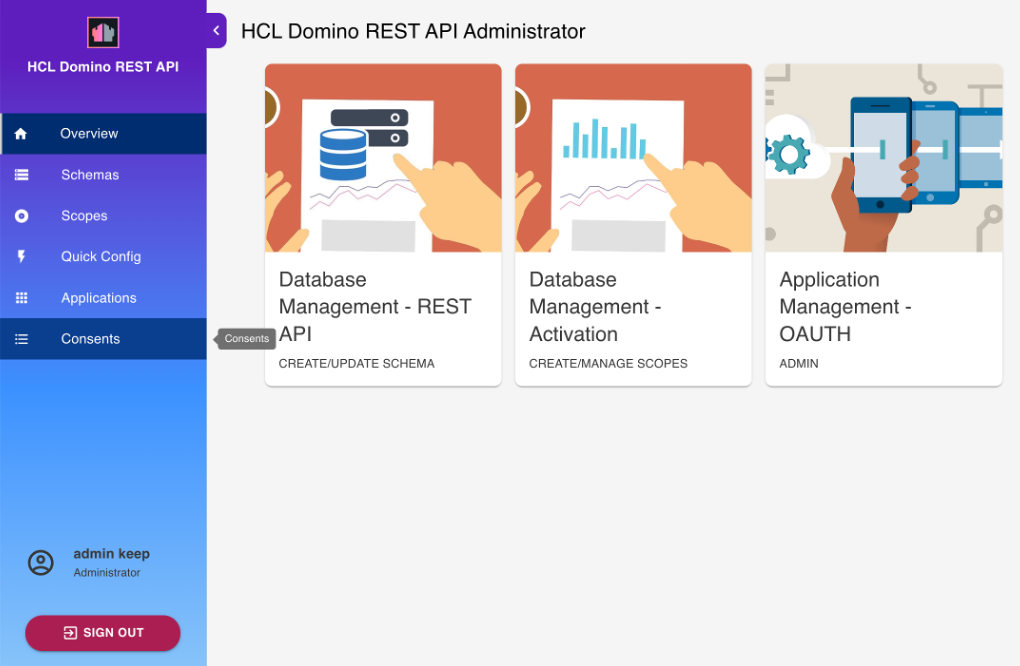 HCL Domino REST API
Overview
Schemas
Scopes
Quick Config
Applications
Consents
admin keep
Administrator
SIGN OUT
HCL Domino REST API Administrator
Database
Management - REST
API
CREATE/UPDATE SCHEMA
Database
Management -
Activation
CREATE/MANAGE SCOPES
Application
Management -
OAUTH
ADMIN
Consents